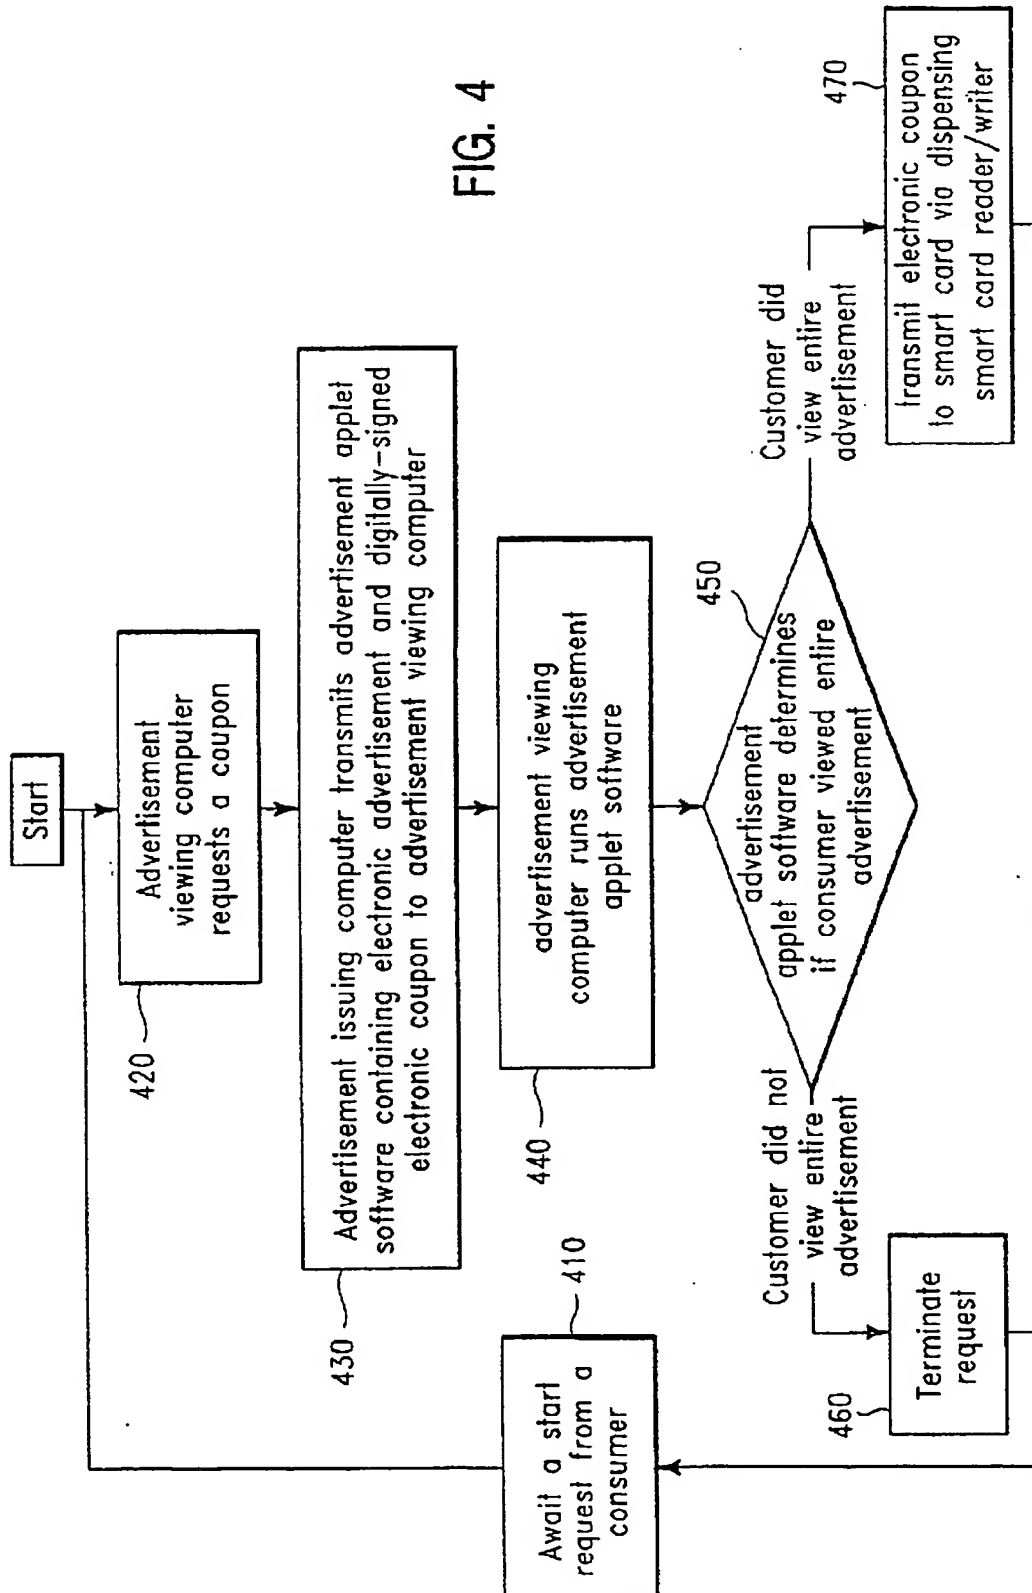 Start
Advertisement
viewing computer
requests a coupon
420
Advertisement issuing computer transmits advertisement applet
software containing electronic advertisement and digitally-signed
electronic coupon to advertisement viewing computer
430
advertisement viewing
computer runs advertisement
applet software
440
advertisement
applet software determines
if consumer viewed entire
advertisement
450
Customer did not
view entire
advertisement
Customer did
view entire
advertisement
Terminate
request
460
transmit electronic coupon
to smart card via dispensing
smart card reader/writer
470
Await a start
request from a
consumer
410
FIG. 4